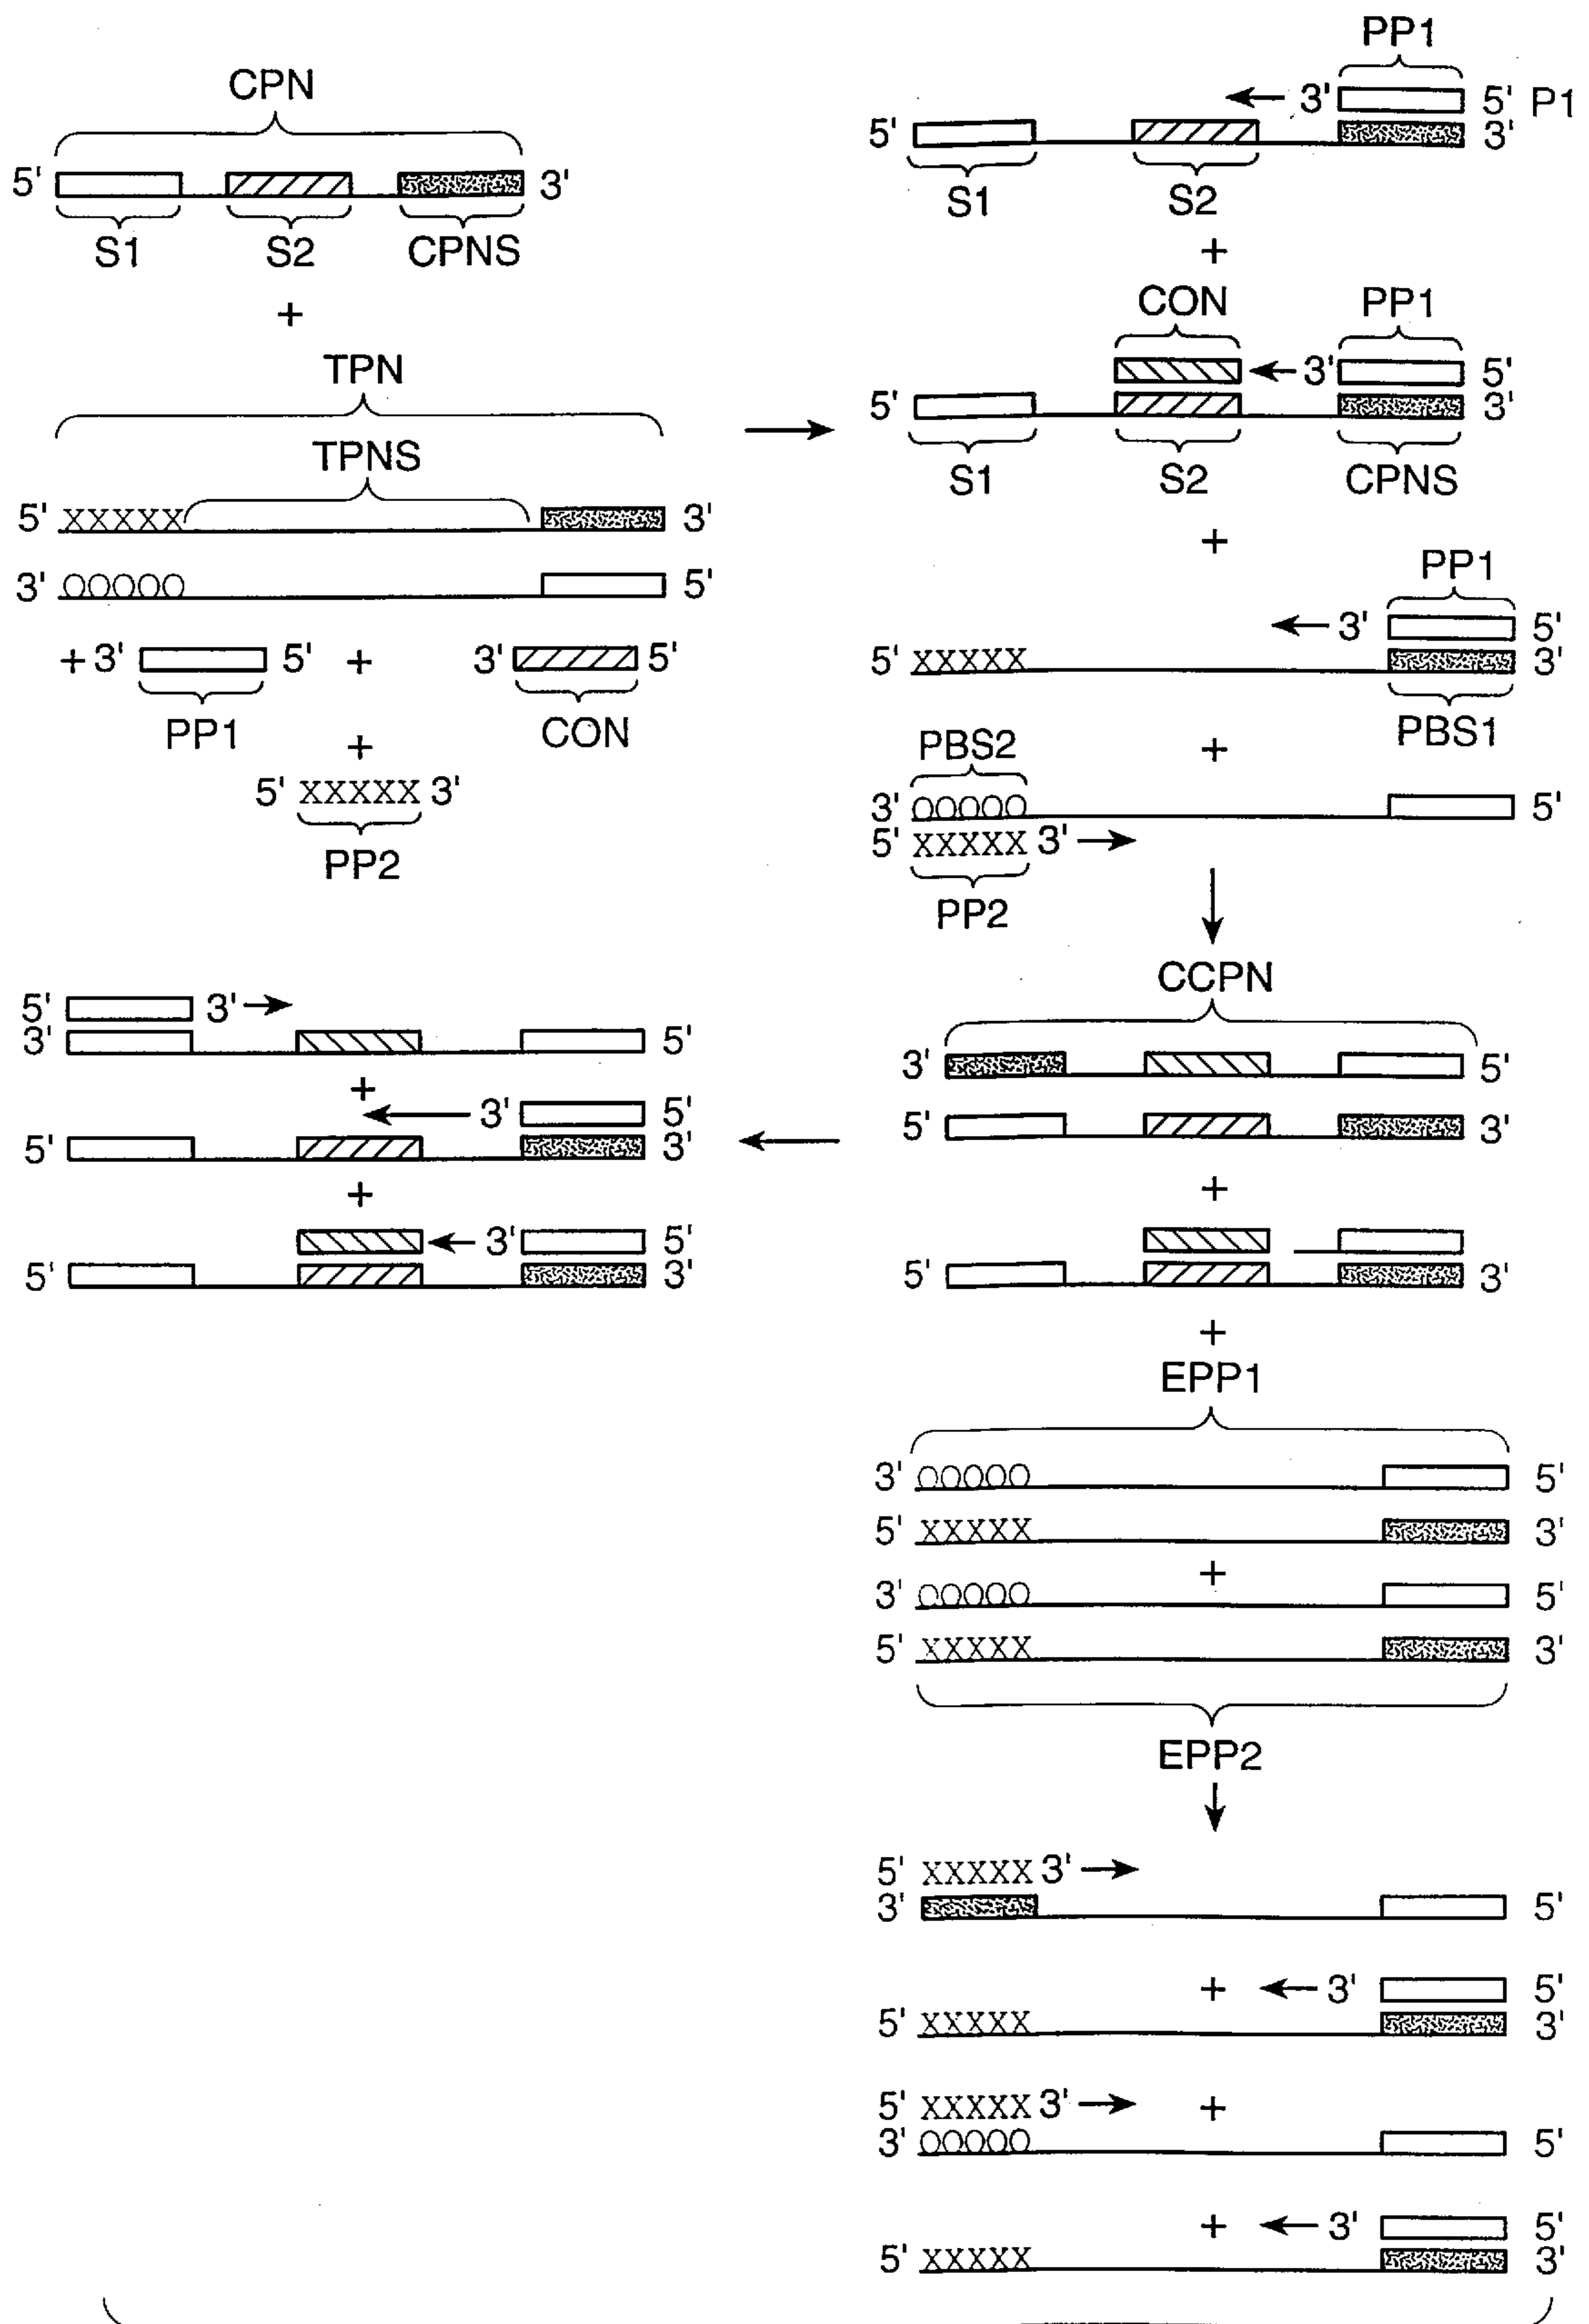 CPN
5' 3'
S1 S2 CPNS
+
TPN
TPNS
5' XXXXX 3'
3' OOOOO 5'
+ 3' 5' + 3' 5'
PP1 CON
+
5' XXXXX 3'
PP2
PP1
3' 5' P1
5' 3'
S1 S2
+
CON PP1
3' 5'
5' 3'
S1 S2 CPNS
+
PP1
3' 5'
5' XXXXX 3'
PBS1
PBS2 +
3' OOOOO 5'
5' XXXXX 3'
PP2
CCPN
3' 5'
5' 3'
+
5' 3'
+
EPP1
3' OOOOO 5'
5' XXXXX 3'
+
3' OOOOO 5'
5' XXXXX 3'
EPP2
5' XXXXX 3'
3' 5'
+ 3' 5'
5' XXXXX 3'
5' XXXXX 3' +
3' OOOOO 5'
+ 3' 5'
5' XXXXX 3'
5' 3'
3' 5'
+
3' 5'
5' 3'
+
3' 5'
5' 3'